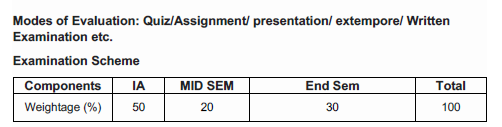 Modes of Evaluation: Quiz/Assignment/ presentation/ extempore/ Written
Examination etc.
Examination Scheme
Components IA MID SEM End Sem Total
Weightage (%) 50 20 30 100